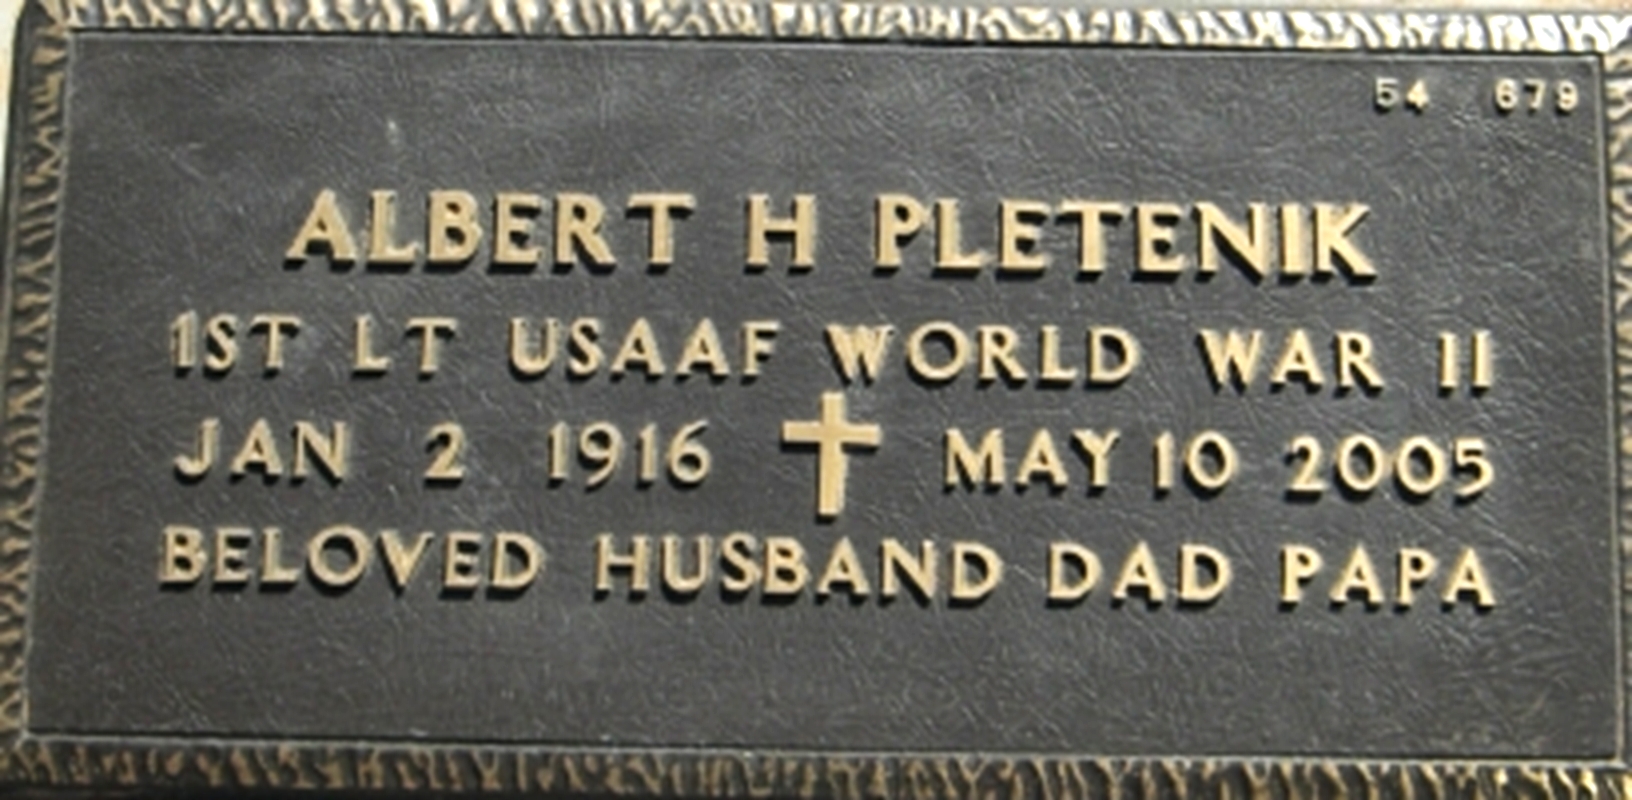 54 679
ALBERT H PLETENIK
1ST LT USAAF WORLD WAR II
JAN 2 1916 MAY 10 2005
BELOVED HUSBAND DAD PAPA